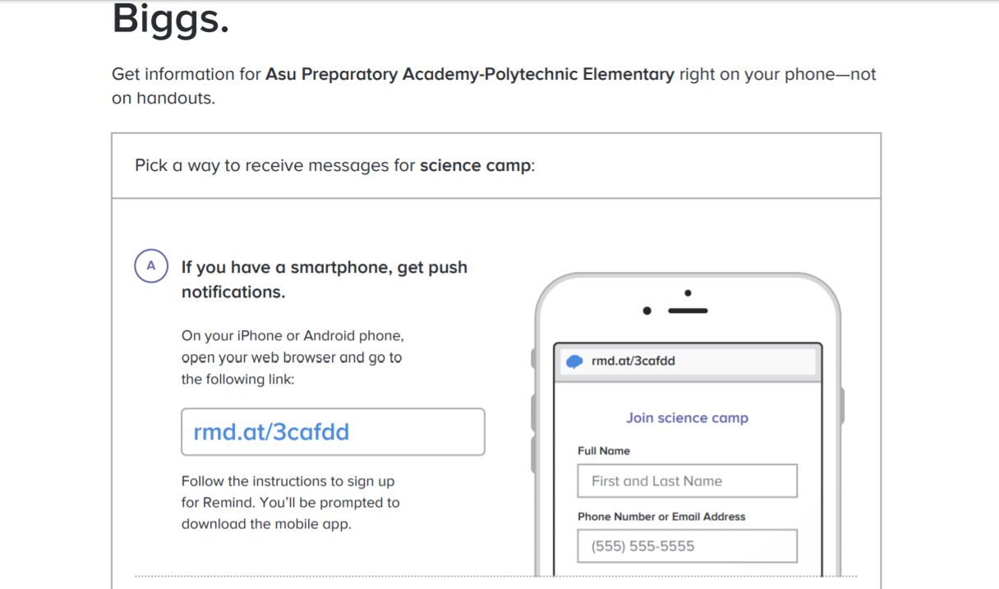 Biggs.
Get information for Asu Preparatory Academy-Polytechnic Elementary right on your phone—not
on handouts.
Pick a way to receive messages for science camp:
A
If you have a smartphone, get push
notifications.
On your iPhone or Android phone,
open your web browser and go to
the following link:
rmd.at/3cafdd
Follow the instructions to sign up
for Remind. You’ll be prompted to
download the mobile app.
rmd.at/3cafdd
Join science camp
Full Name
First and Last Name
Phone Number or Email Address
(555) 555-5555